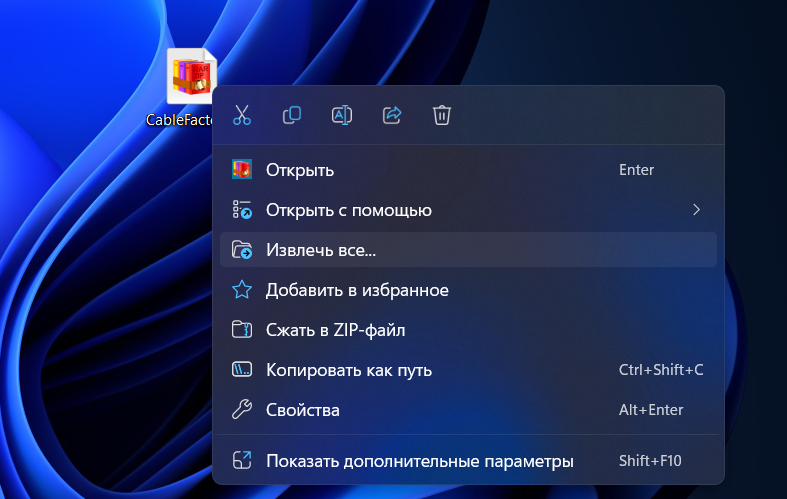 CableFacto
Открыть Enter
Открыть с помощью
Извлечь все...
Добавить в избранное
Сжать в ZIP-файл
Копировать как путь Ctrl+Shift+C
Свойства Alt+Enter
Показать дополнительные параметры Shift+F10